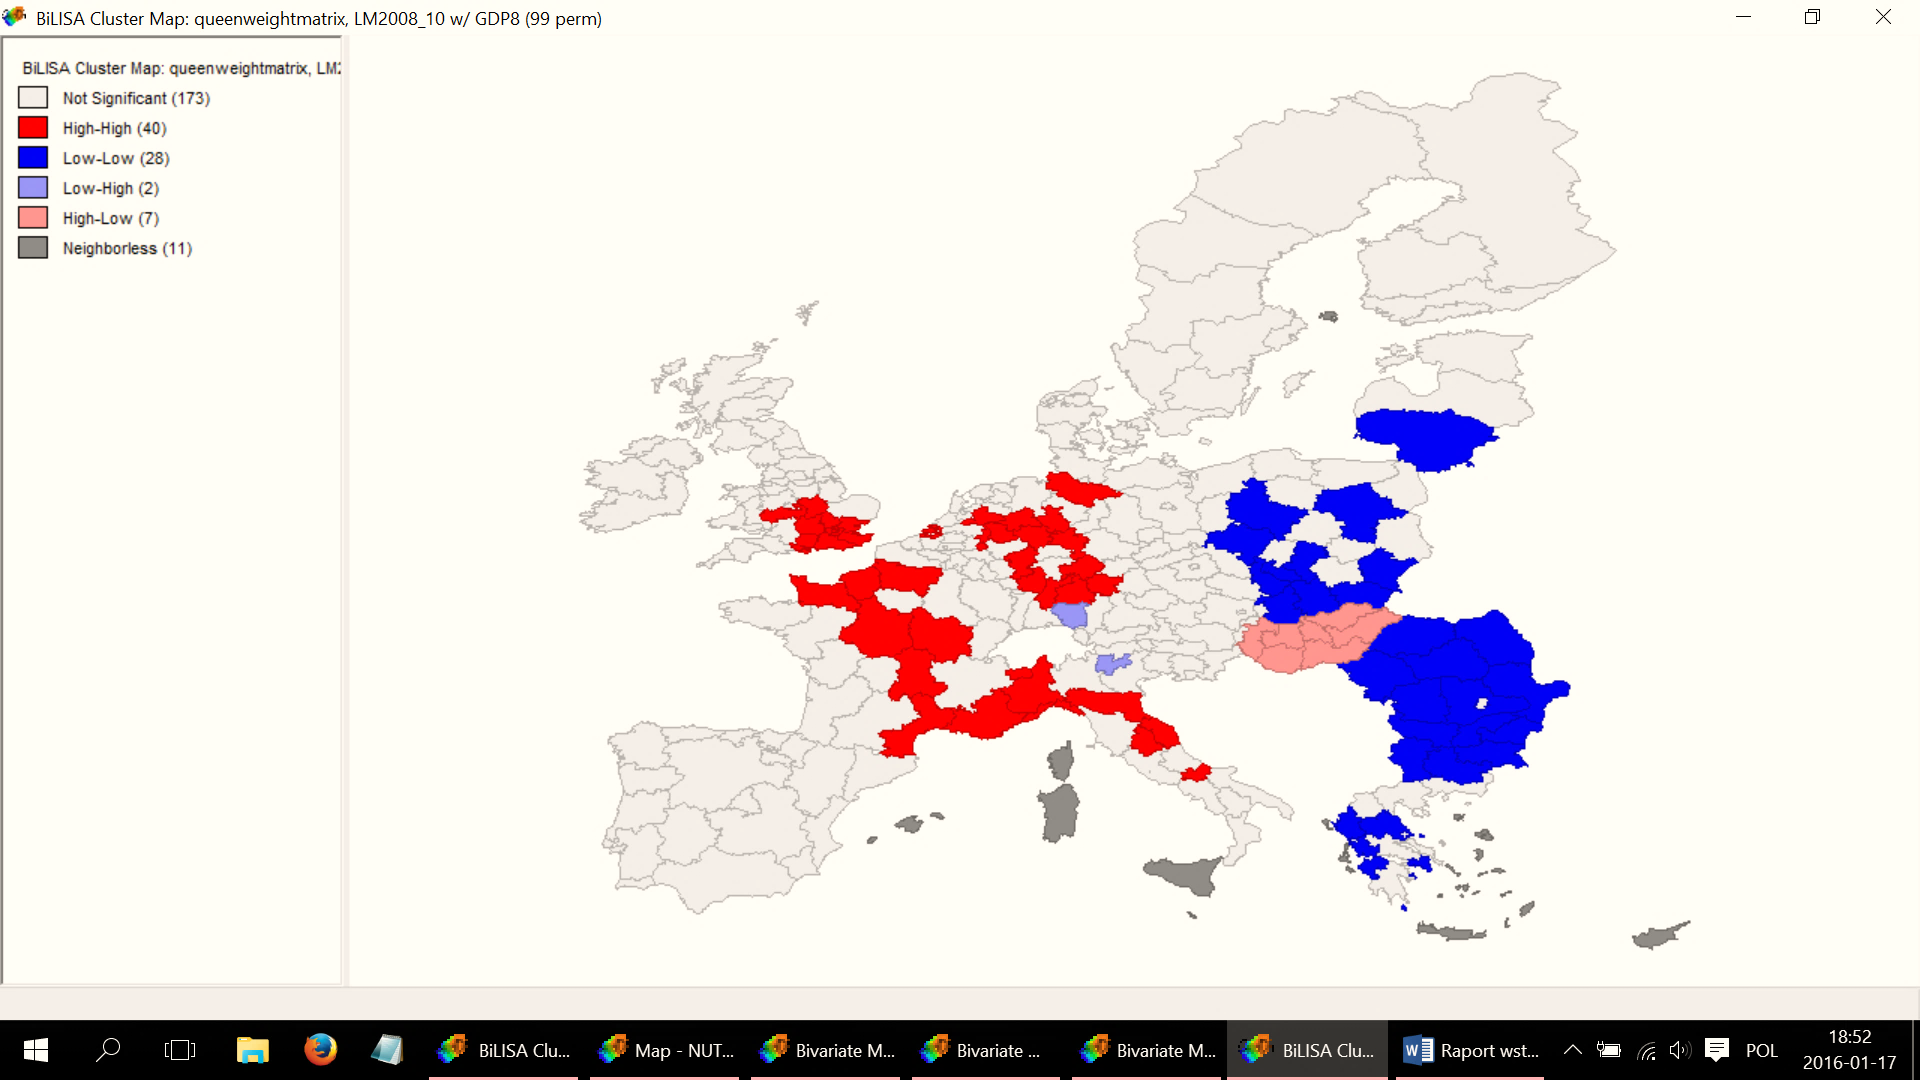 BiLISA Cluster Map: queenweightmatrix, LM2008_10 w/ GDP8 (99 perm)
BiLISA Cluster Map: queenweightmatrix, LM2
Not Significant (173)
High-High (40)
Low-Low (28)
Low-High (2)
High-Low (7)
Neighborless (11)
BiLISA Clu...
Map - NUT...
Bivariate M...
Bivariate ...
Bivariate M...
BiLISA Clu...
Raport wst...
POL
18:52
2016-01-17